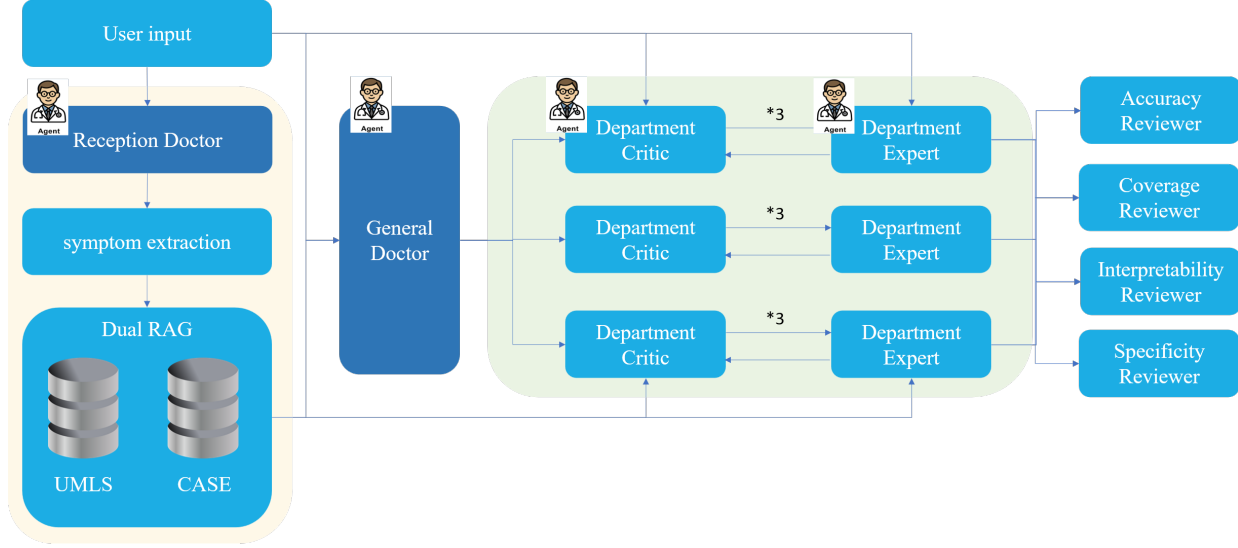 User input
Agent
Reception Doctor
symptom extraction
Dual RAG
UMLS
CASE
Agent
General
Doctor
Agent
Department
Critic
*3
Agent
Department
Expert
Department
Critic
*3
Department
Expert
Department
Critic
*3
Department
Expert
Accuracy
Reviewer
Coverage
Reviewer
Interpretability
Reviewer
Specificity
Reviewer